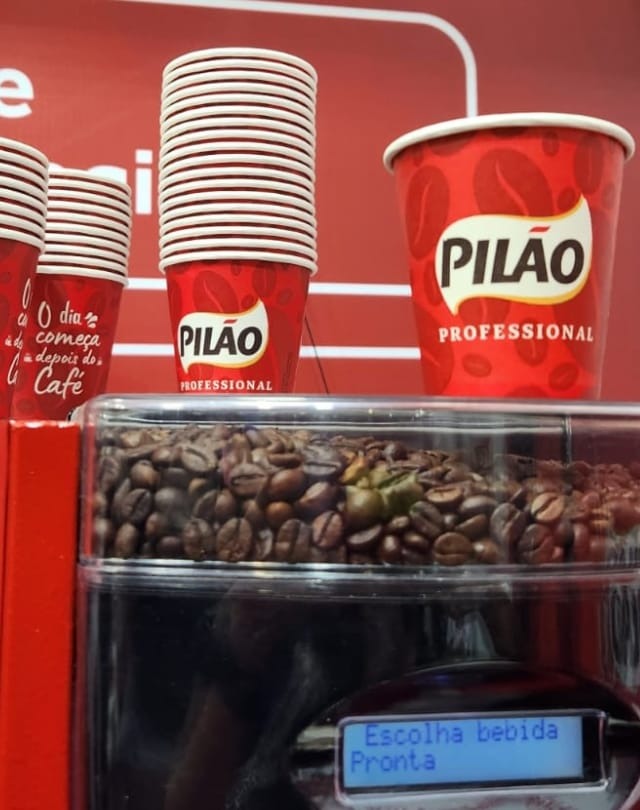 O dia
começa
depois do
Café
PILÃO
PROFESSIONAL
PILÃO
PROFESSIONAL
Escolha bebida
Pronta